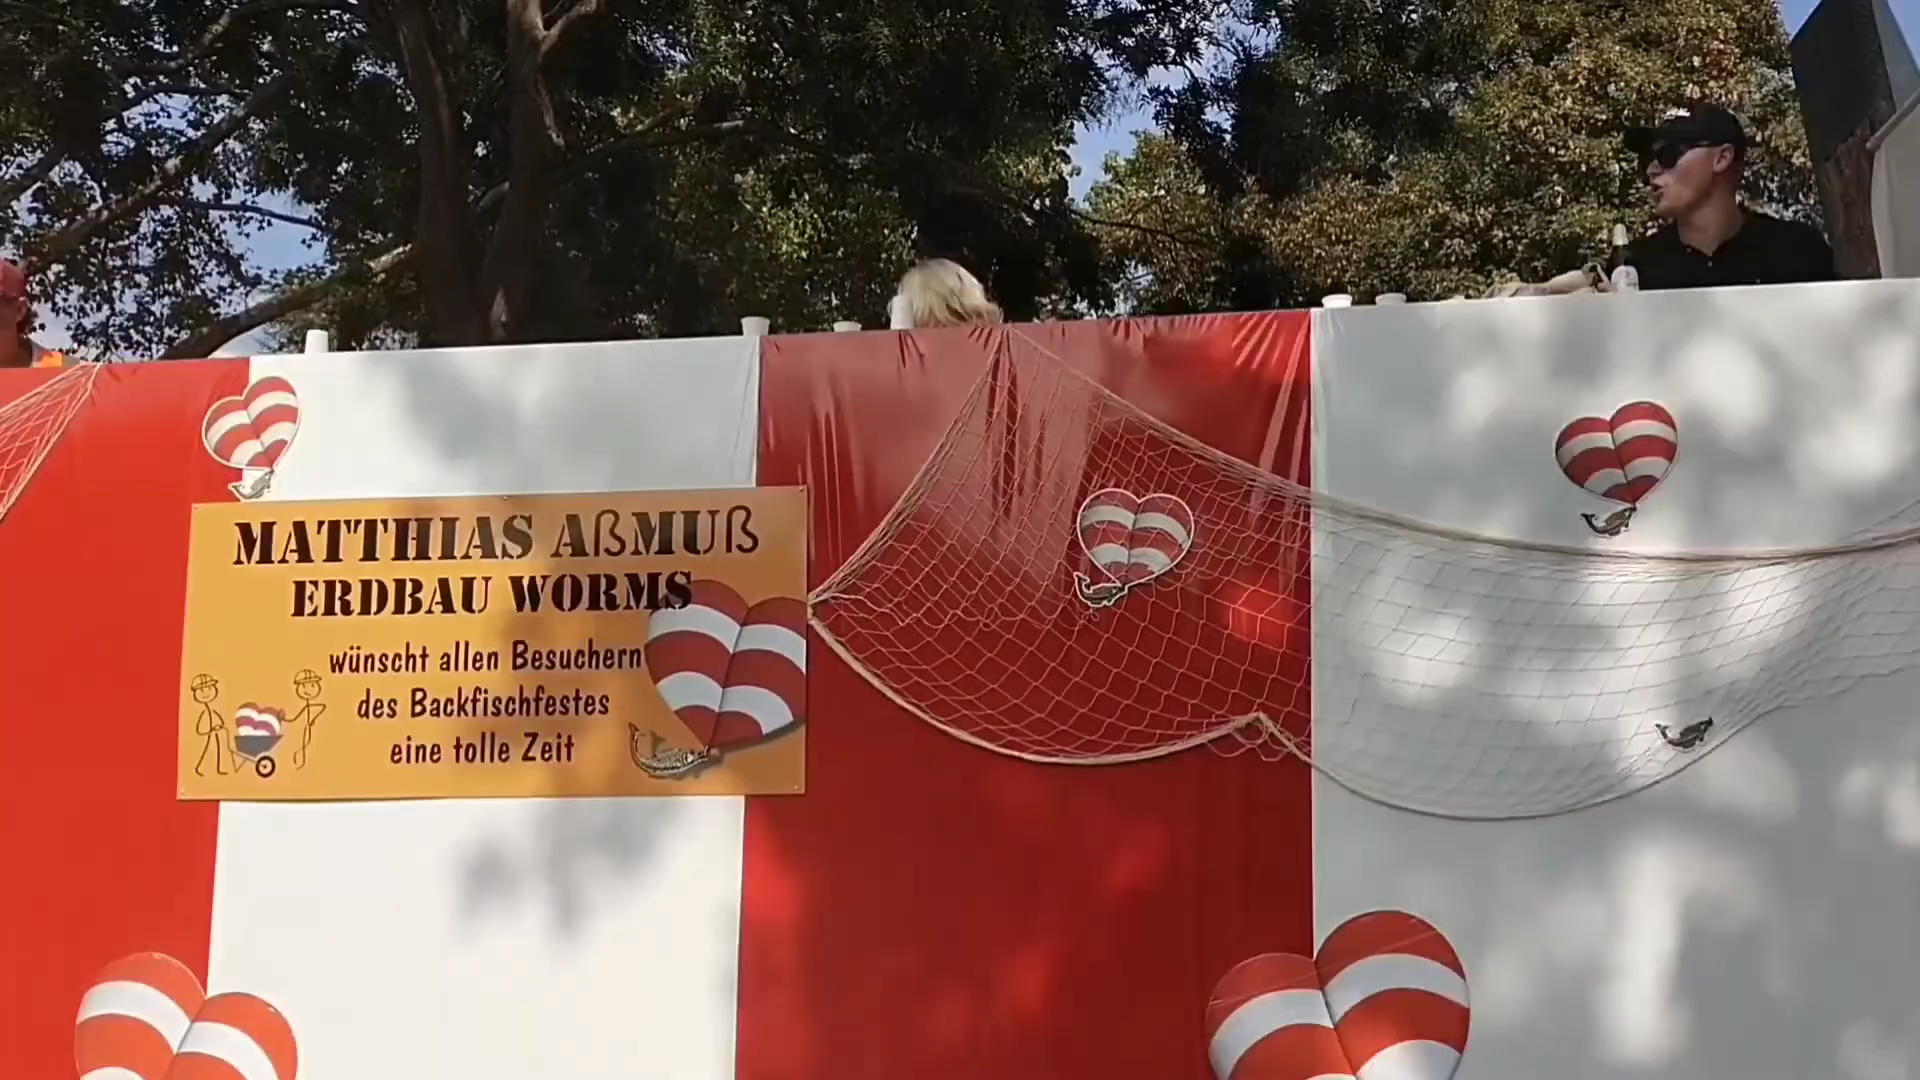 MATTHIAS AßMUß
ERDBAU WORMS
wünscht allen Besuchern
des Backfischfestes
eine tolle Zeit